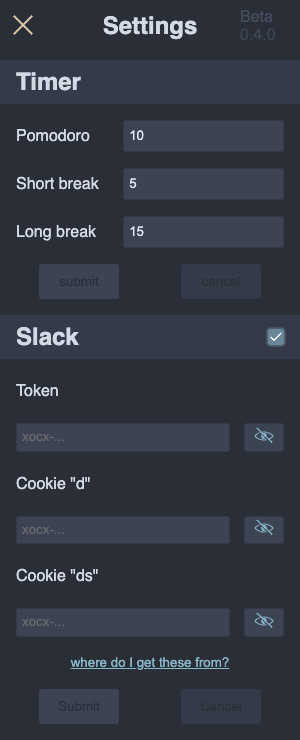 Settings
Beta
0.4.0
Timer
Pomodoro 10
Short break 5
Long break 15
submit cancel
Slack
Token
xocx-...
Cookie "d"
xocx-...
Cookie "ds"
xocx-...
where do I get these from?
Submit Cancel